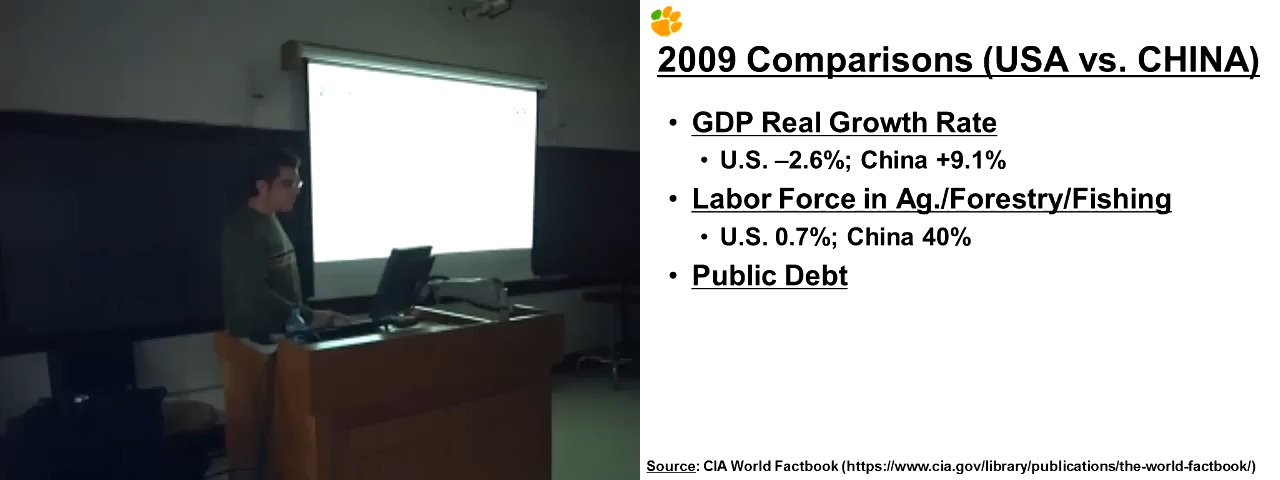 2009 Comparisons (USA vs. CHINA)
• GDP Real Growth Rate
• U.S. –2.6%; China +9.1%
• Labor Force in Ag./Forestry/Fishing
• U.S. 0.7%; China 40%
• Public Debt
Source: CIA World Factbook (https://www.cia.gov/library/publications/the-world-factbook/)